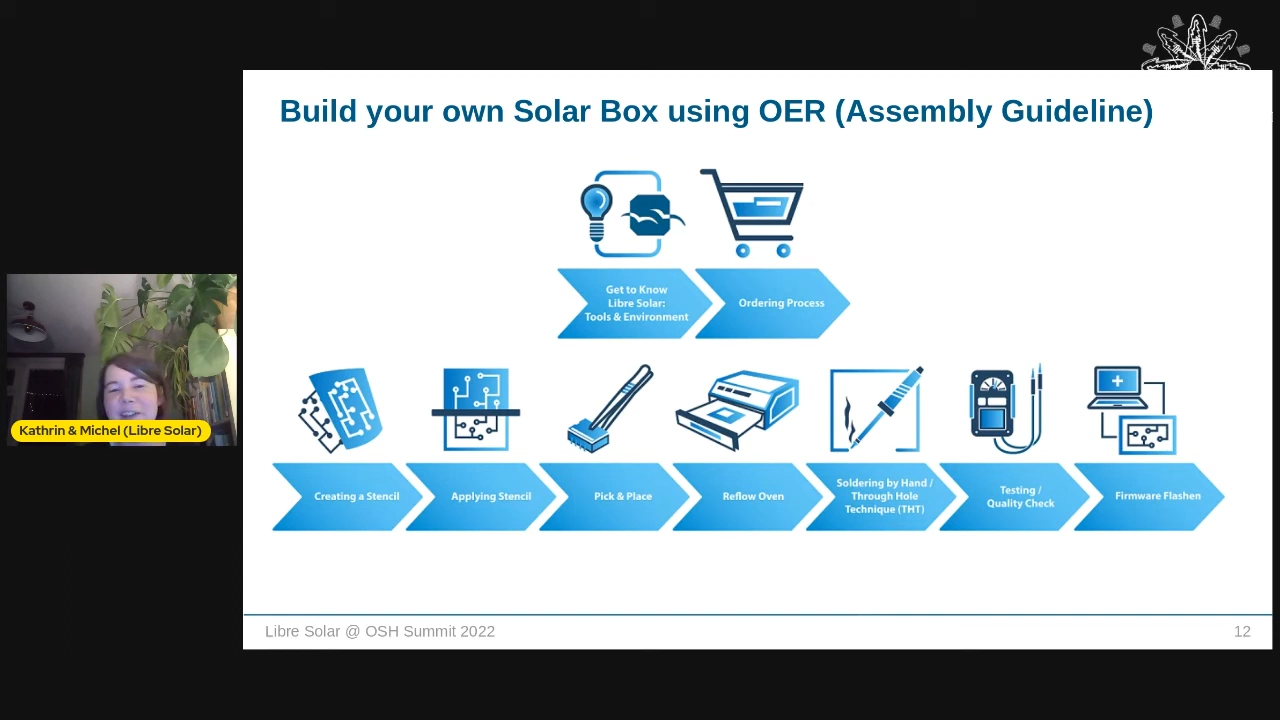 Build your own Solar Box using OER (Assembly Guideline)
Get to Know
Libre Solar:
Tools & Environment
Ordering Process
Creating a Stencil
Applying Stencil
Pick & Place
Reflow Oven
Soldering by Hand /
Through Hole
Technique (THT)
Testing /
Quality Check
Firmware Flashen
Kathrin & Michel (Libre Solar)
Libre Solar @ OSH Summit 2022
12